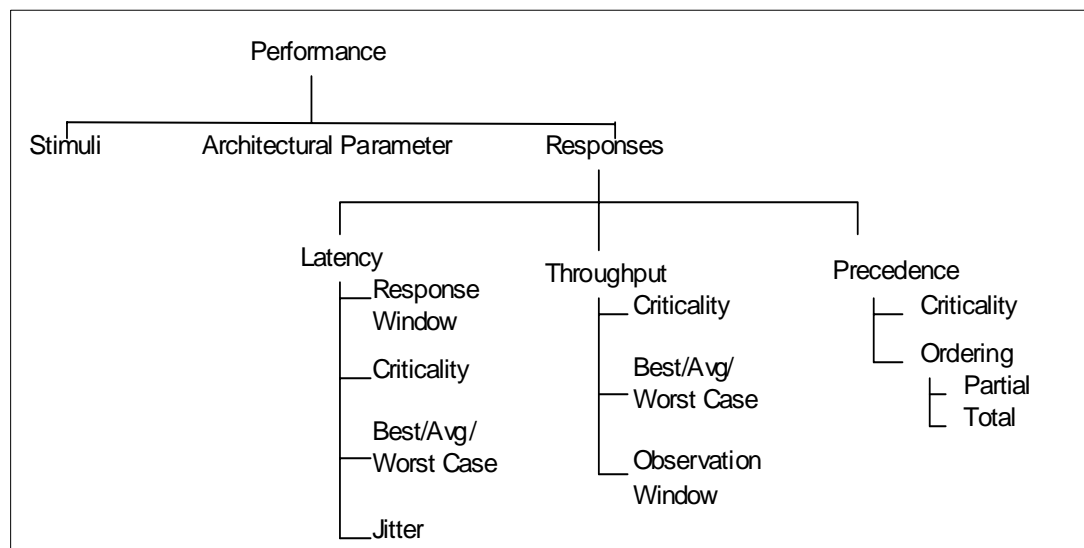 Performance
Stimuli
Architectural Parameter
Responses
Latency
Response
Window
Criticality
Best/Avg/
Worst Case
Jitter
Throughput
Criticality
Best/Avg/
Worst Case
Observation
Window
Precedence
Criticality
Ordering
Partial
Total